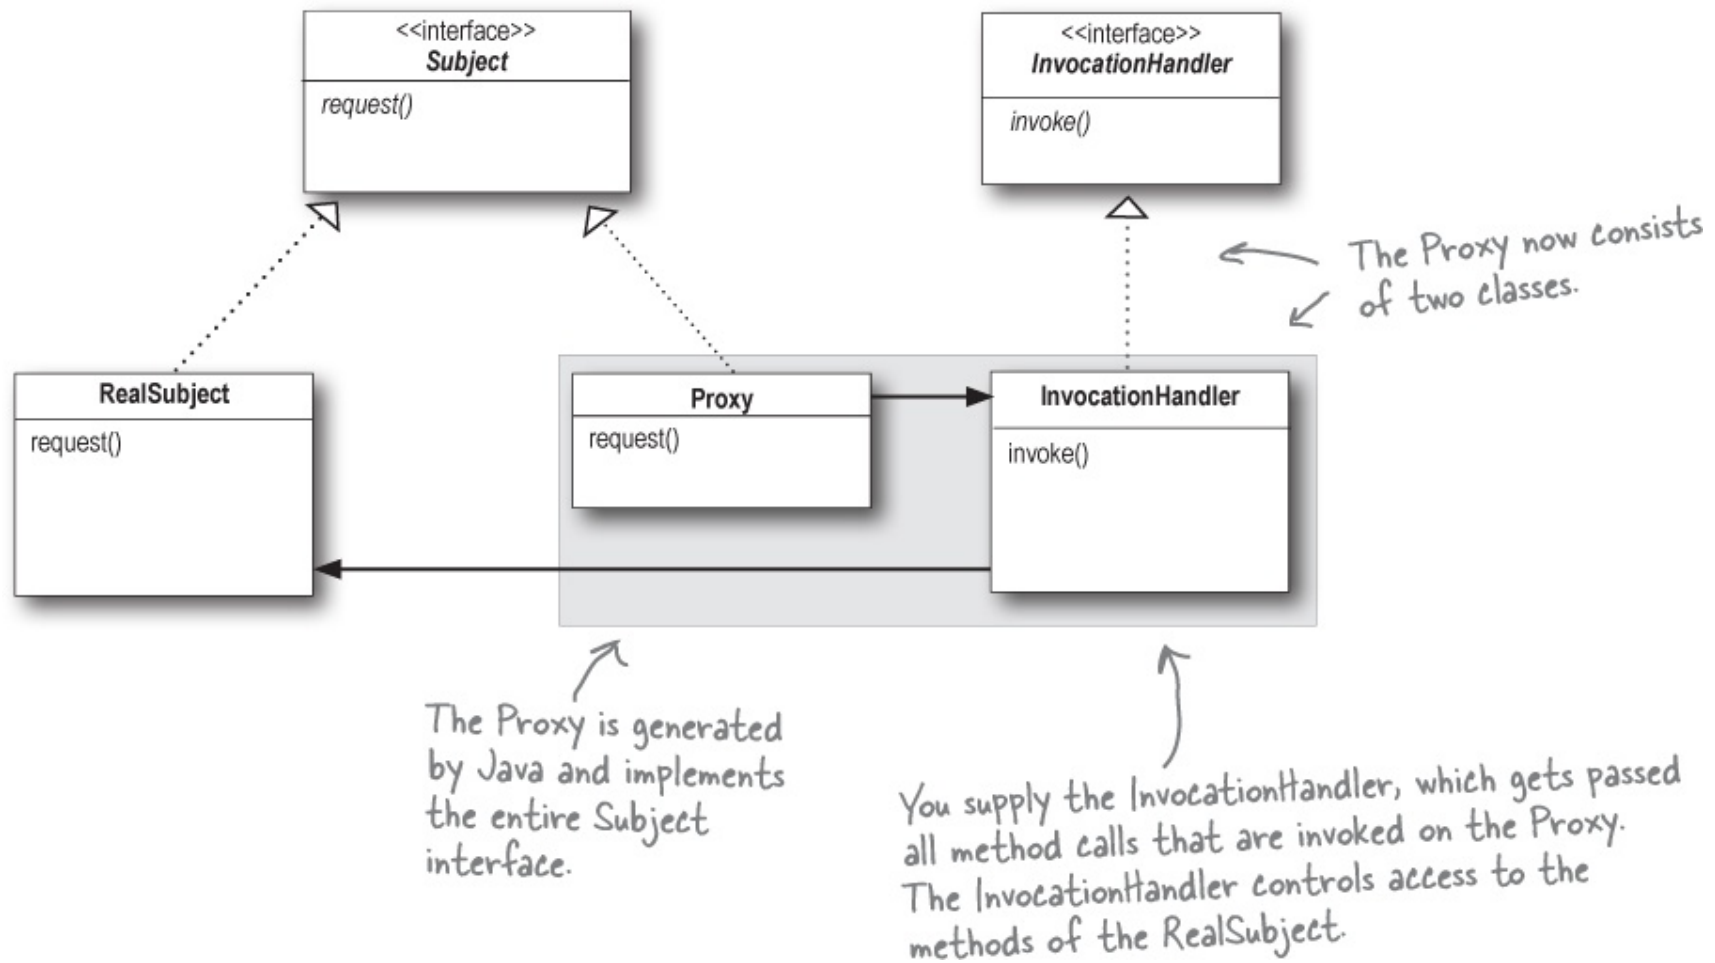 <<interface>>
Subject
request()
<<interface>>
InvocationHandler
invoke()
The Proxy now consists
of two classes.
RealSubject
request()
Proxy
request()
InvocationHandler
invoke()
The Proxy is generated
by Java and implements
the entire Subject
interface.
You supply the InvocationHandler, which gets passed
all method calls that are invoked on the Proxy.
The InvocationHandler controls access to the
methods of the RealSubject.